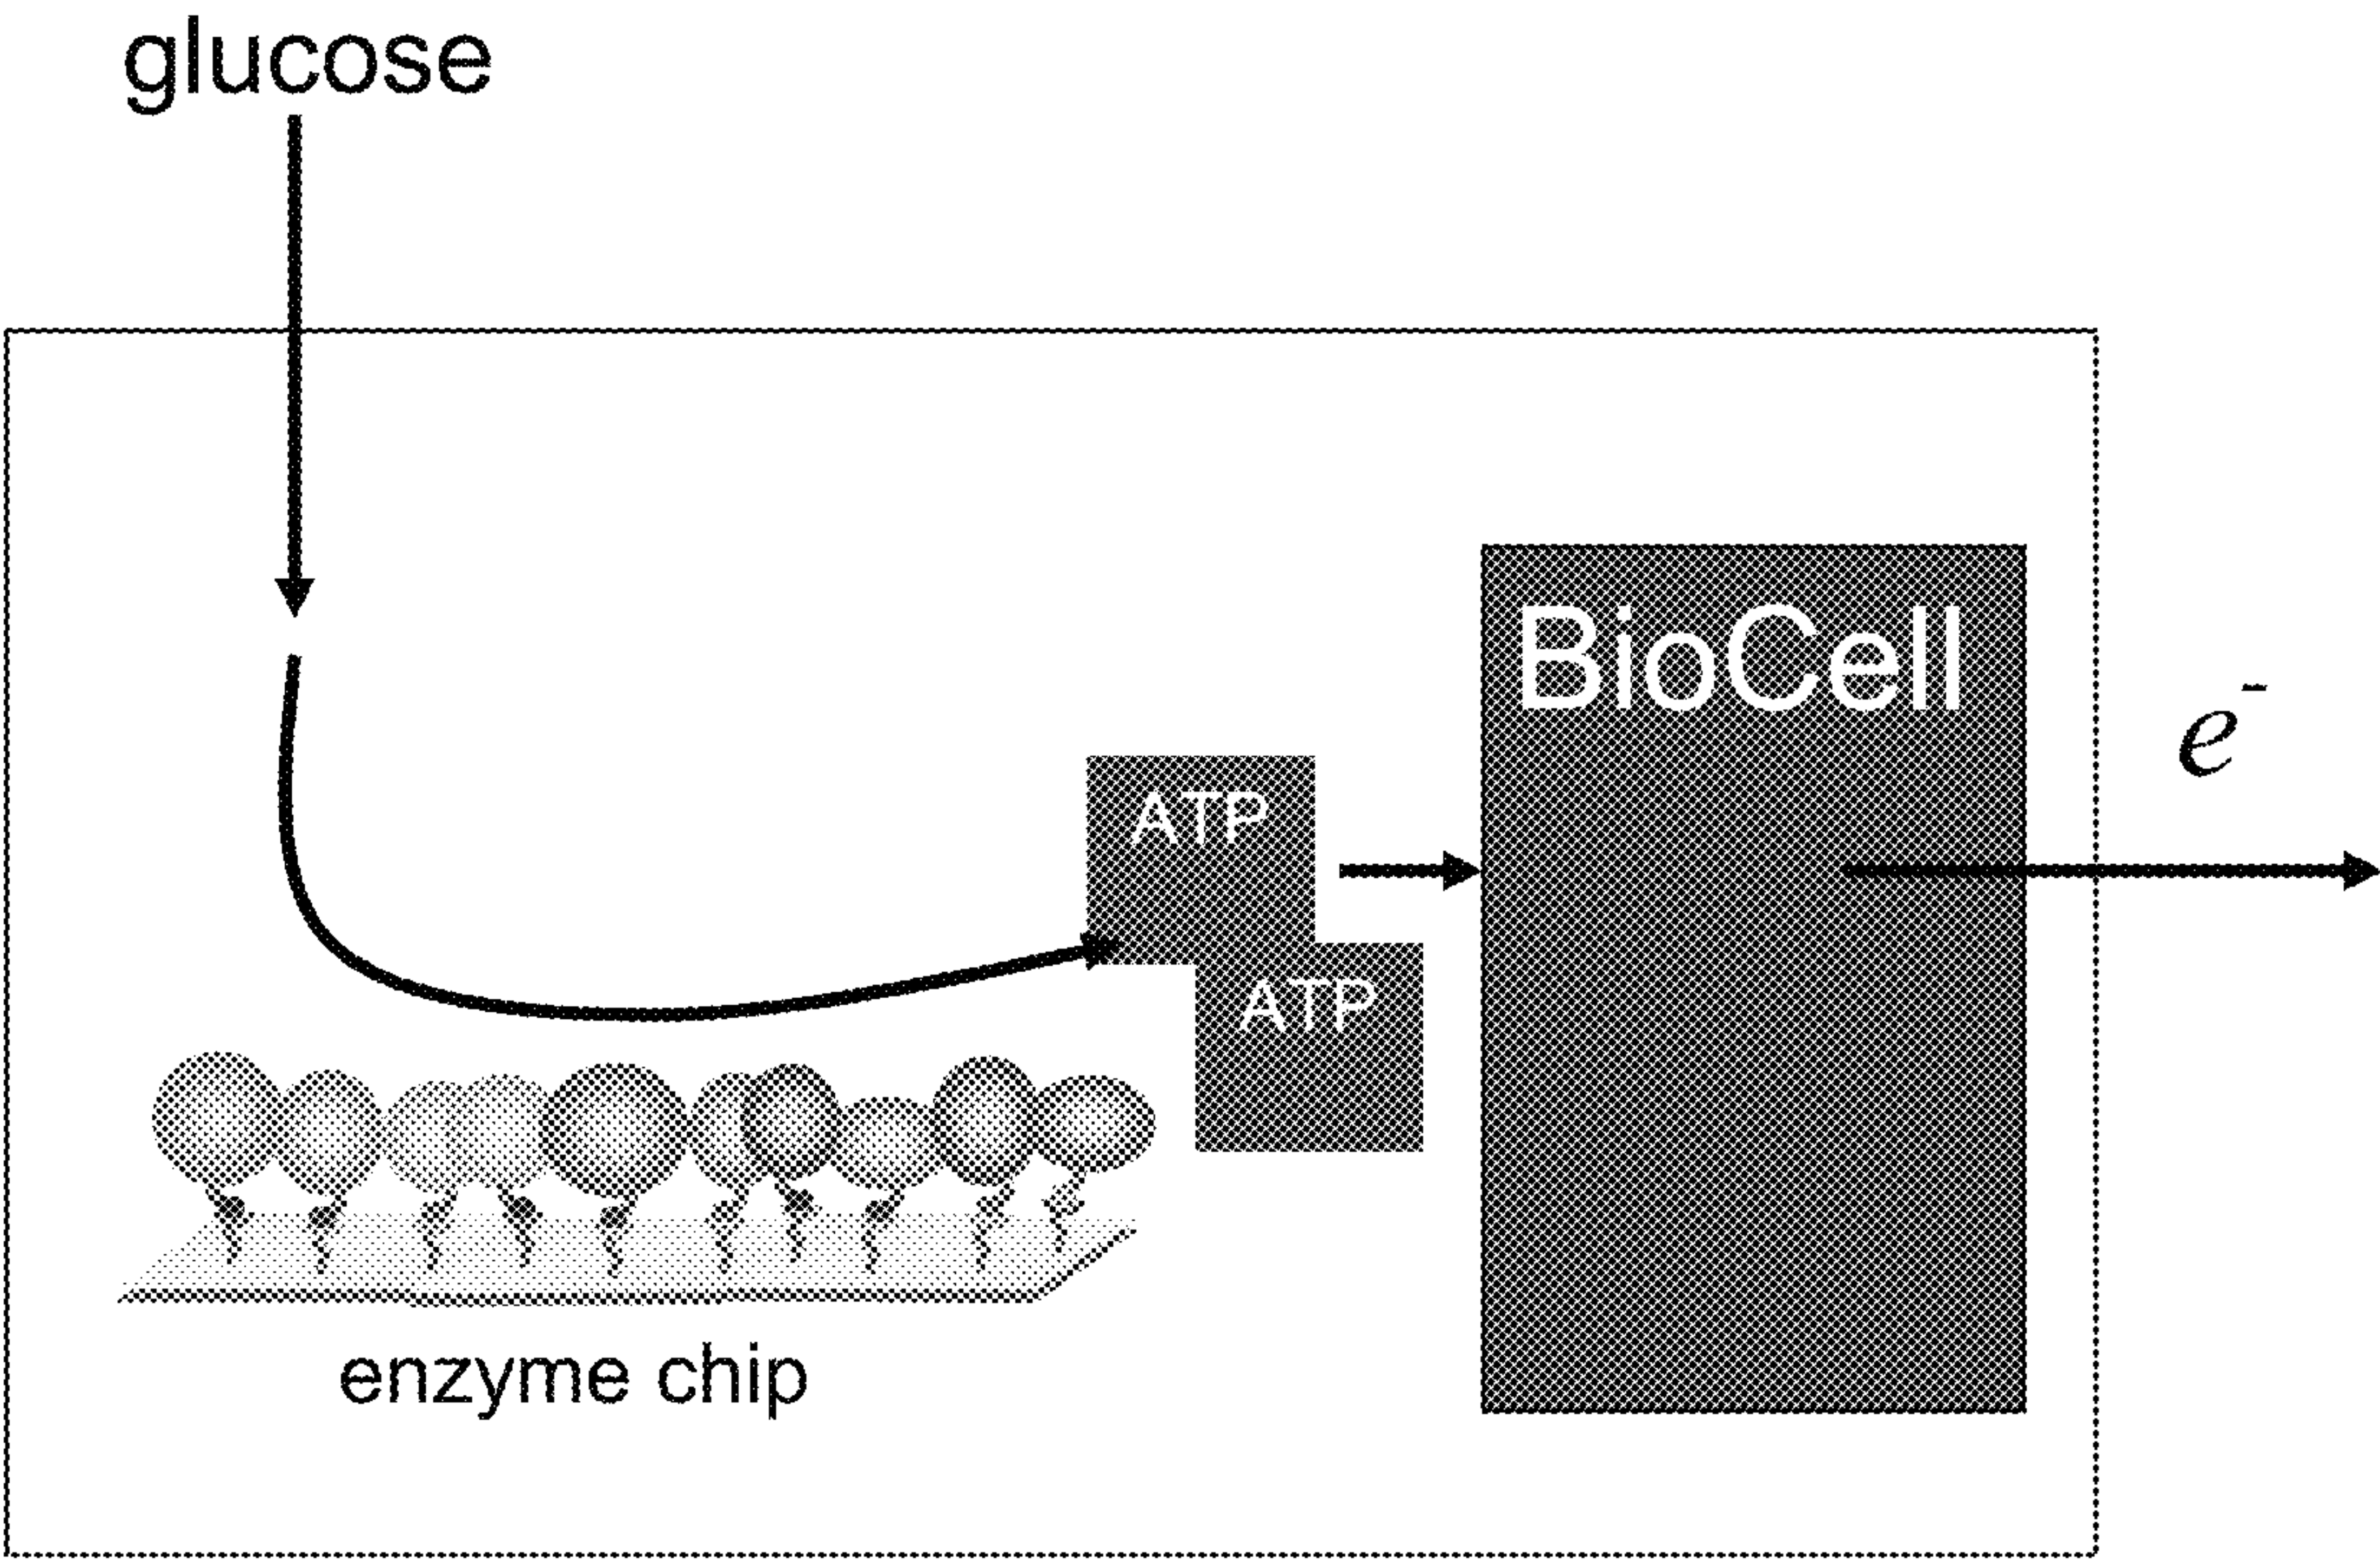 glucose
BioCell
e⁻
ATP
ATP
enzyme chip